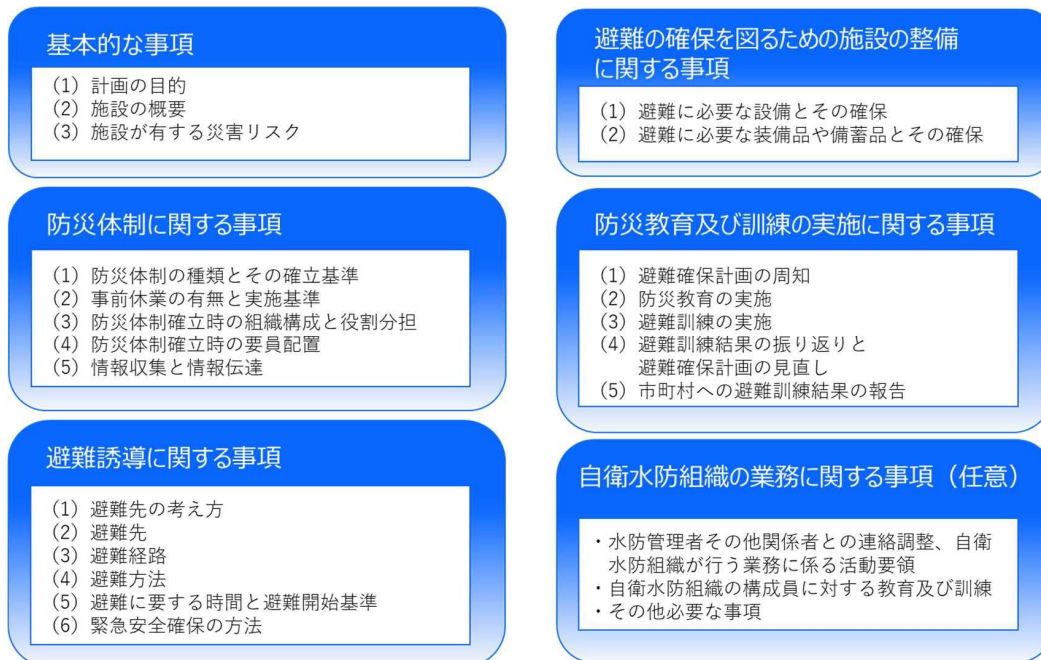 基本的な事項
(1) 計画の目的
(2) 施設の概要
(3) 施設が有する災害リスク
防災体制に関する事項
(1) 防災体制の種類とその確立基準
(2) 事前休業の有無と実施基準
(3) 防災体制確立時の組織構成と役割分担
(4) 防災体制確立時の要員配置
(5) 情報収集と情報伝達
避難誘導に関する事項
(1) 避難先の考え方
(2) 避難先
(3) 避難経路
(4) 避難方法
(5) 避難に要する時間と避難開始基準
(6) 緊急安全確保の方法
避難の確保を図るための施設の整備
に関する事項
(1) 避難に必要な設備とその確保
(2) 避難に必要な装備品や備蓄品とその確保
防災教育及び訓練の実施に関する事項
(1) 避難確保計画の周知
(2) 防災教育の実施
(3) 避難訓練の実施
(4) 避難訓練結果の振り返りと
避難確保計画の見直し
(5) 市町村への避難訓練結果の報告
自衛水防組織の業務に関する事項（任意）
・水防管理者その他関係者との連絡調整、自衛
水防組織が行う業務に係る活動要領
・自衛水防組織の構成員に対する教育及び訓練
・その他必要な事項